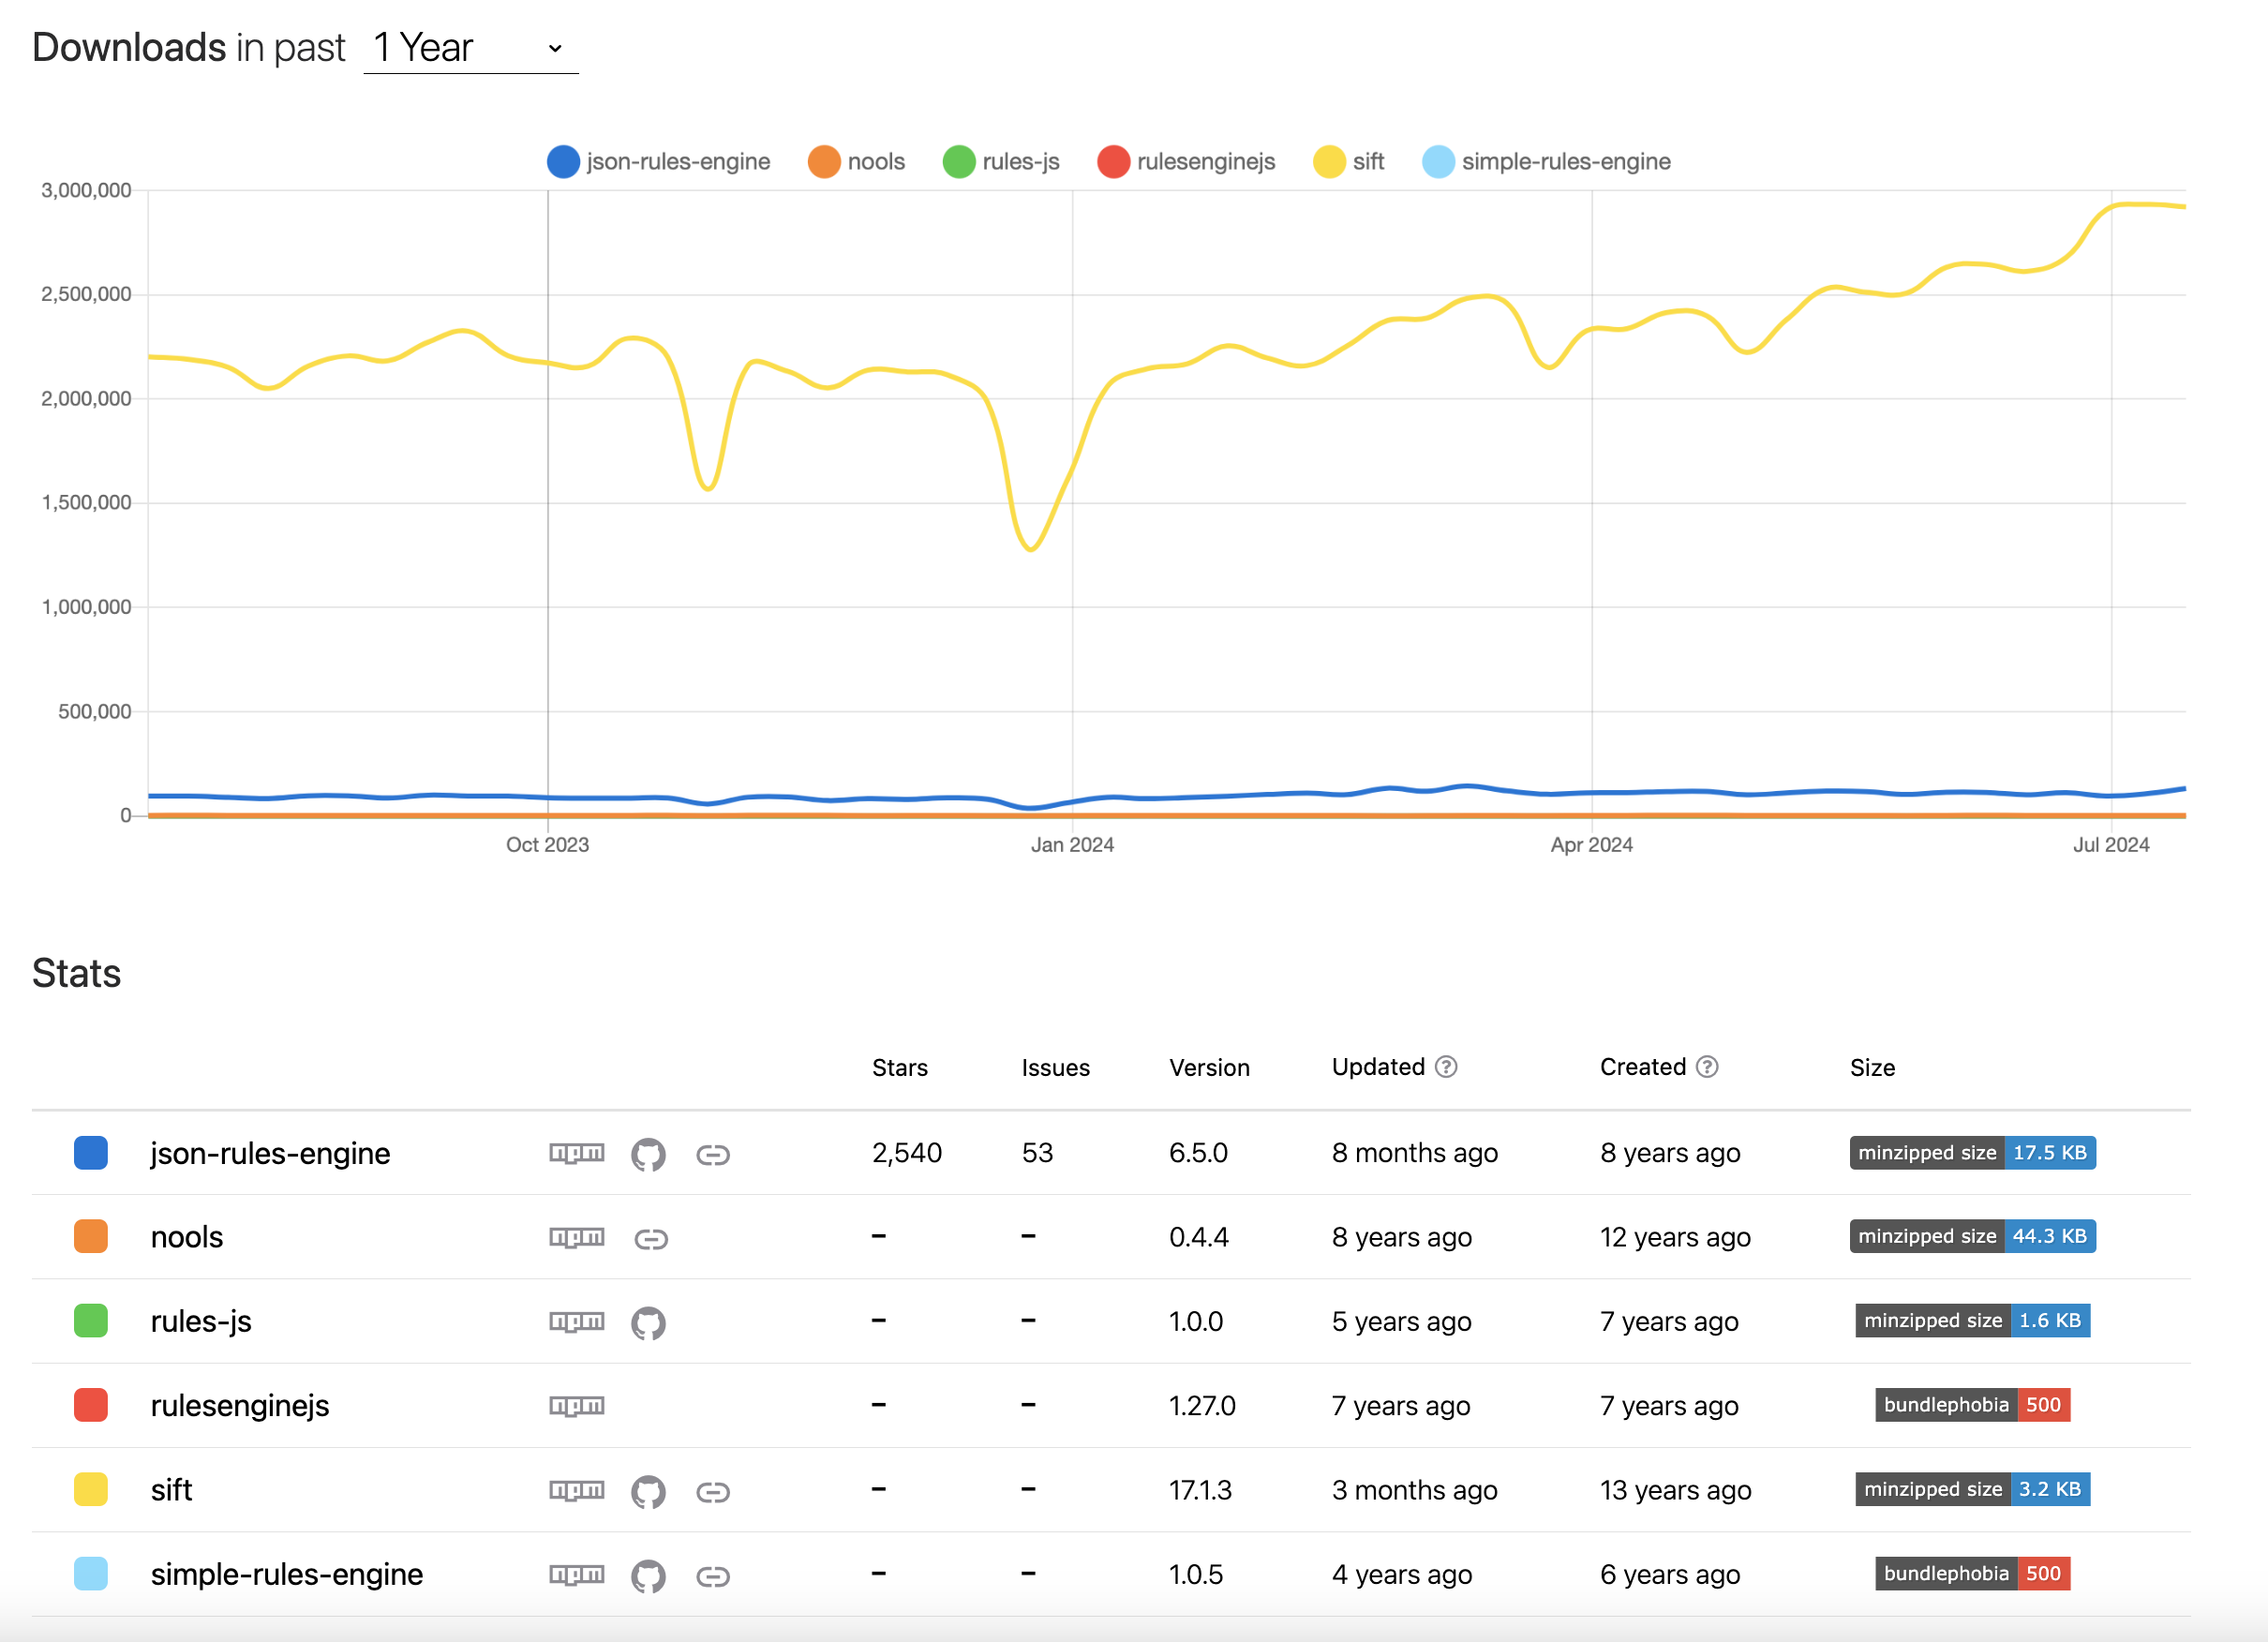 Downloads in past 1 Year
json-rules-engine nools rules-js rulesenginejs sift simple-rules-engine
3,000,000
2,500,000
2,000,000
1,500,000
1,000,000
500,000
0
Oct 2023 Jan 2024 Apr 2024 Jul 2024
Stats
Stars Issues Version Updated ? Created ? Size
json-rules-engine npm 2,540 53 6.5.0 8 months ago 8 years ago minzipped size 17.5 KB
nools npm – – 0.4.4 8 years ago 12 years ago minzipped size 44.3 KB
rules-js npm – – 1.0.0 5 years ago 7 years ago minzipped size 1.6 KB
rulesenginejs npm – – 1.27.0 7 years ago 7 years ago bundlephobia 500
sift npm – – 17.1.3 3 months ago 13 years ago minzipped size 3.2 KB
simple-rules-engine npm – – 1.0.5 4 years ago 6 years ago bundlephobia 500